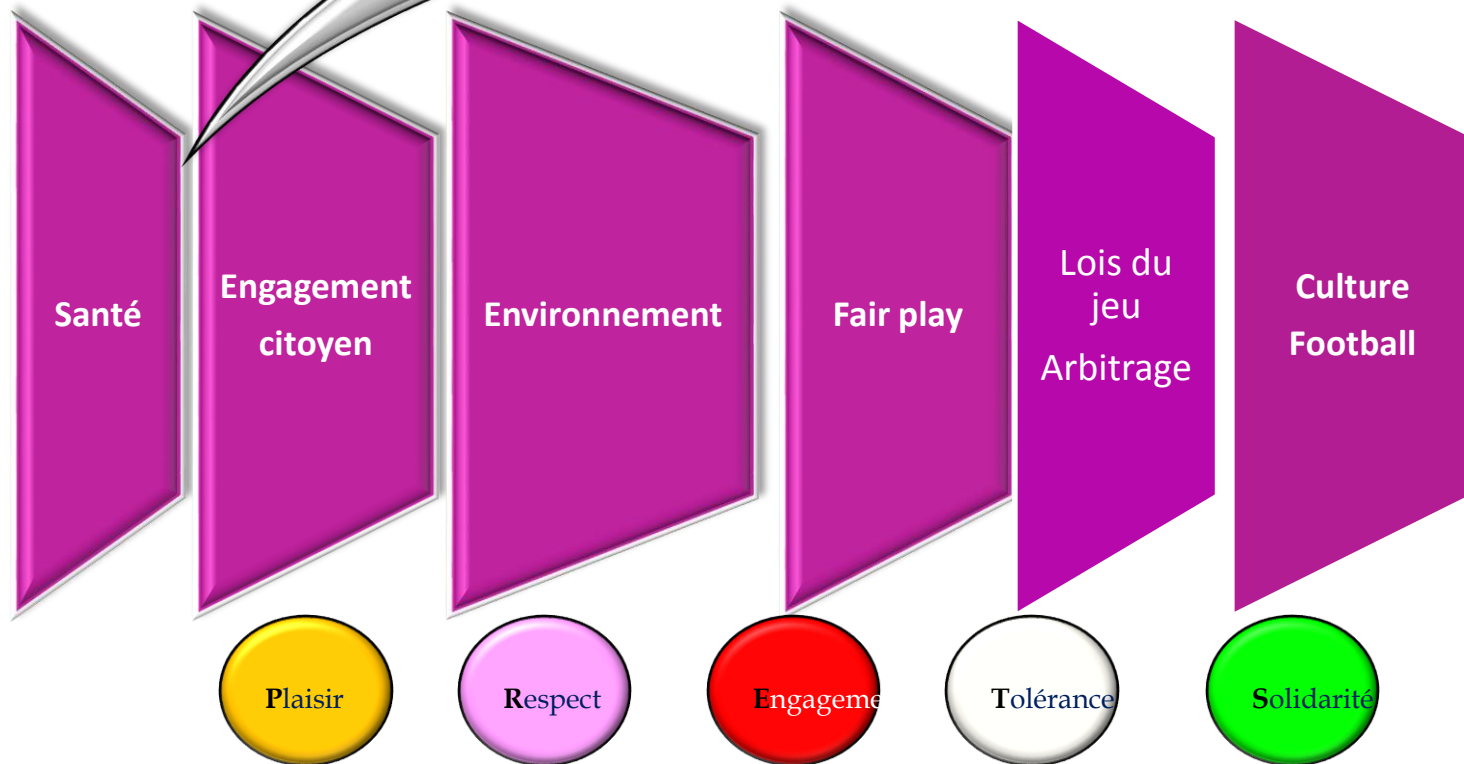 Santé
Engagement
citoyen
Environnement
Fair play
Lois du
jeu
Arbitrage
Culture
Football
Plaisir
Respect
Engageme
Tolérance
Solidarité